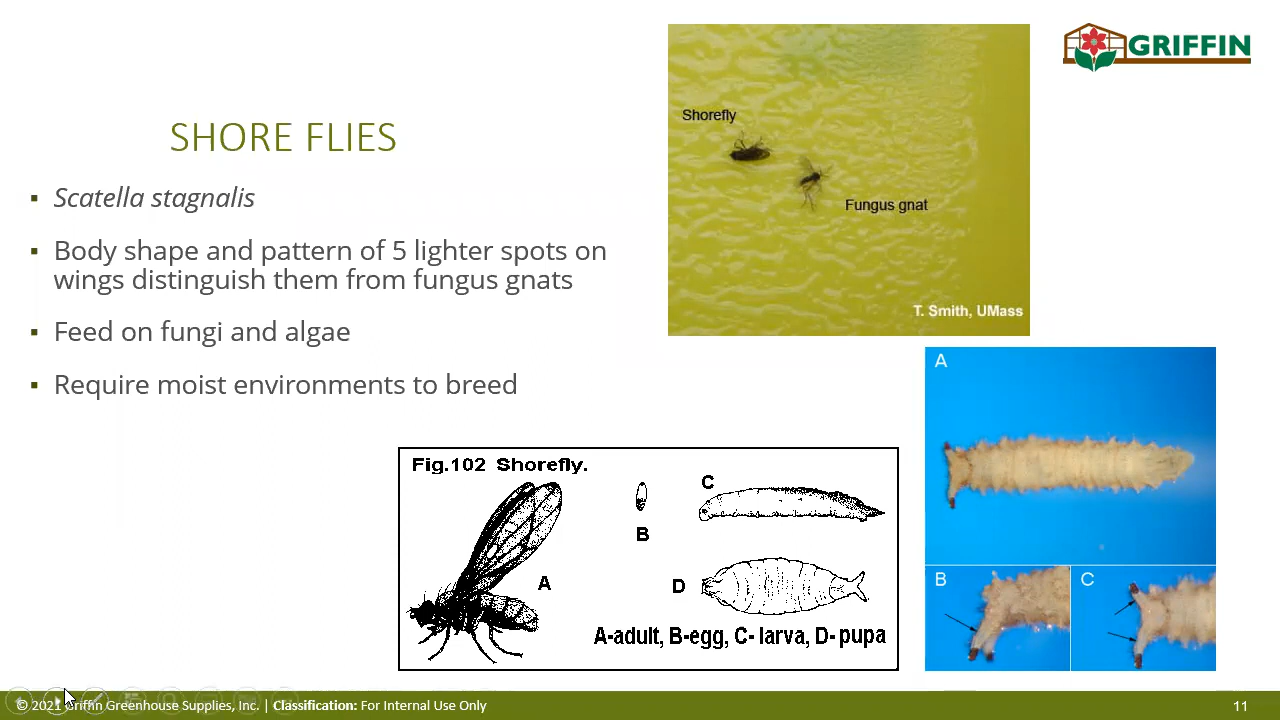 GRIFFIN
SHORE FLIES
▪ Scatella stagnalis
▪ Body shape and pattern of 5 lighter spots on
wings distinguish them from fungus gnats
▪ Feed on fungi and algae
▪ Require moist environments to breed
Shorefly
Fungus gnat
T. Smith, UMass
Fig.102 Shorefly.
A
B
C
D
A-adult, B-egg, C- larva, D- pupa
A
B
C
© 2021 Griffin Greenhouse Supplies, Inc. | Classification: For Internal Use Only
11